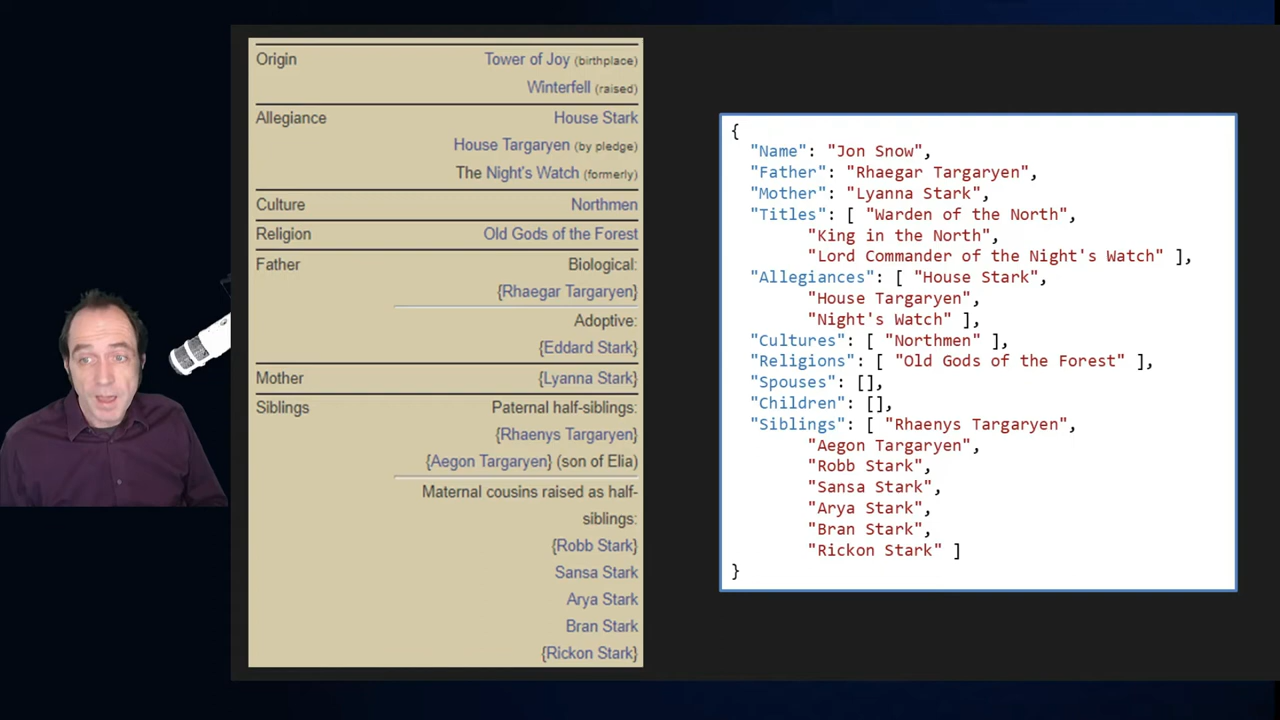 Origin Tower of Joy (birthplace)
Winterfell (raised)
Allegiance House Stark
House Targaryen (by pledge)
The Night's Watch (formerly)
Culture Northmen
Religion Old Gods of the Forest
Father Biological:
{Rhaegar Targaryen}
Adoptive:
{Eddard Stark}
Mother {Lyanna Stark}
Siblings Paternal half-siblings:
{Rhaenys Targaryen}
{Aegon Targaryen} (son of Elia)
Maternal cousins raised as half-
siblings:
{Robb Stark}
Sansa Stark
Arya Stark
Bran Stark
{Rickon Stark}
{
"Name": "Jon Snow",
"Father": "Rhaegar Targaryen",
"Mother": "Lyanna Stark",
"Titles": [ "Warden of the North",
"King in the North",
"Lord Commander of the Night's Watch" ],
"Allegiances": [ "House Stark",
"House Targaryen",
"Night's Watch" ],
"Cultures": [ "Northmen" ],
"Religions": [ "Old Gods of the Forest" ],
"Spouses": [],
"Children": [],
"Siblings": [ "Rhaenys Targaryen",
"Aegon Targaryen",
"Robb Stark",
"Sansa Stark",
"Arya Stark",
"Bran Stark",
"Rickon Stark" ]
}